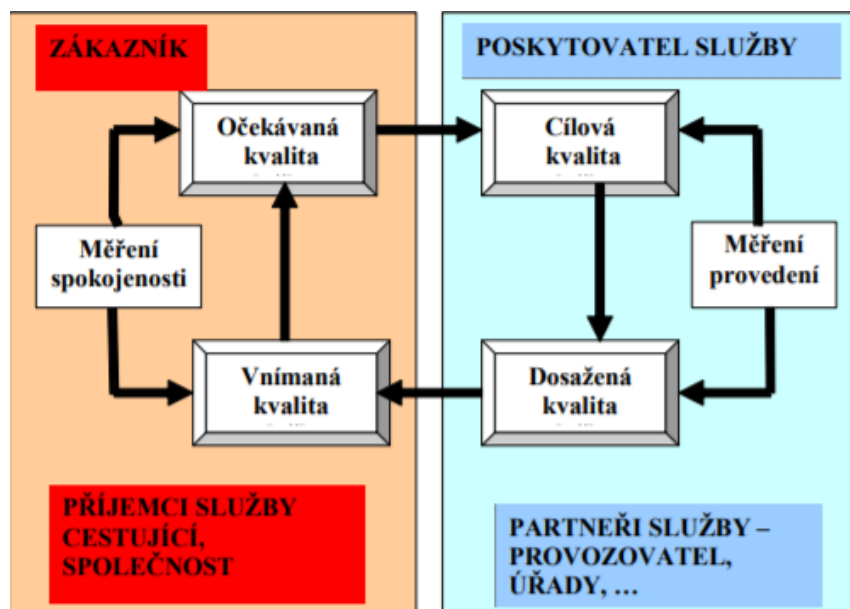 ZÁKAZNÍK
POSKYTOVATEL SLUŽBY
Očekávaná
kvalita
Cílová
kvalita
Měření
spokojenosti
Měření
provedení
Vnímaná
kvalita
Dosažená
kvalita
PŘÍJEMCI SLUŽBY
CESTUJÍCÍ,
SPOLEČNOST
PARTNEŘI SLUŽBY –
PROVOZOVATEL,
ÚŘADY, …